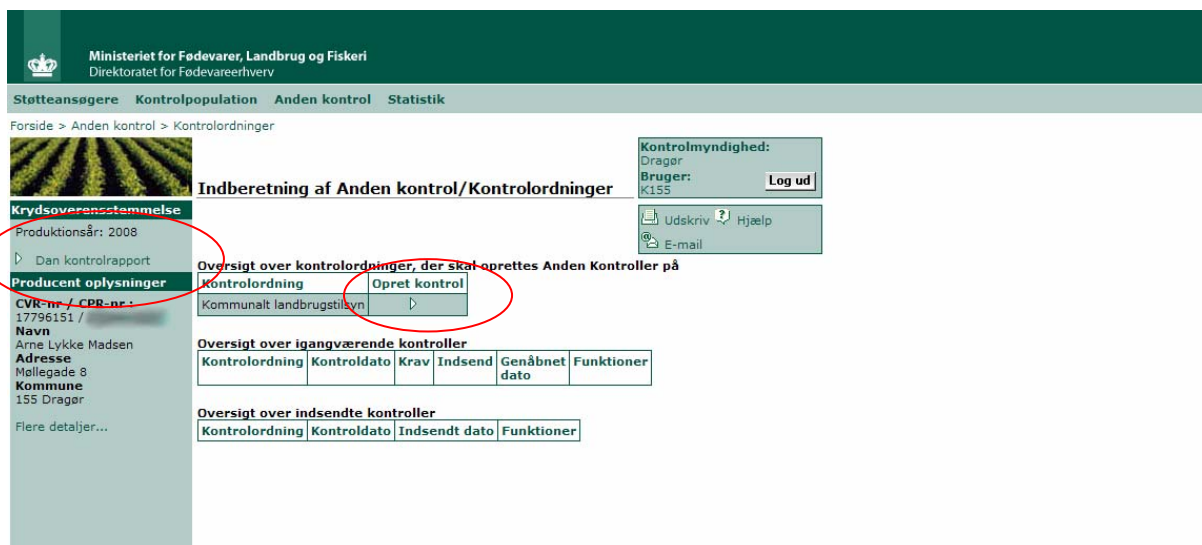 Ministeriet for Fødevarer, Landbrug og Fiskeri
Direktoratet for Fødevareerhverv
Støtteansøgere Kontrolpopulation Anden kontrol Statistik
Forside > Anden kontrol > Kontrolordninger
Indberetning af Anden kontrol/Kontrolordninger
Kontrolmyndighed:
Dragør
Bruger:
K155
Log ud
Udskriv Hjælp
E-mail
Krydsoverensstemmelse
Produktionsår: 2008
Dan kontrolrapport
Producent oplysninger
CVR-nr / CPR-nr :
17796151 /
Navn
Arne Lykke Madsen
Adresse
Møllegade 8
Kommune
155 Dragør
Flere detaljer...
Oversigt over kontrolordninger, der skal oprettes Anden Kontroller på
Kontrolordning Opret kontrol
Kommunalt landbrugstilsyn
Oversigt over igangværende kontroller
Kontrolordning Kontroldato Krav Indsend Genåbnet dato Funktioner
Oversigt over indsendte kontroller
Kontrolordning Kontroldato Indsendt dato Funktioner